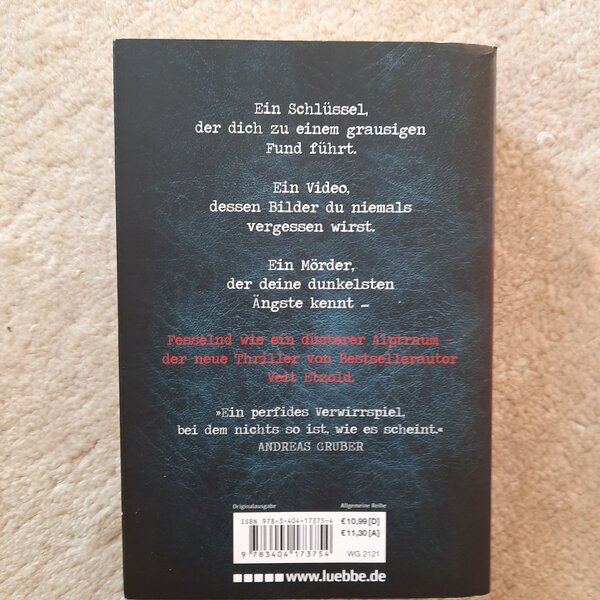 Ein Schlüssel,
der dich zu einem grausigen
Fund führt.
Ein Video,
dessen Bilder du niemals
vergessen wirst.
Ein Mörder,
der deine dunkelsten
Ängste kennt …
Fesselnd wie ein düsterer Alptraum –
der neue Thriller von Bestsellerautor
Veit Etzold
»Ein perfides Verwirrspiel,
bei dem nichts so ist, wie es scheint.«
ANDREAS GRUBER
Originalausgabe
Allgemeine Reihe
ISBN 978-3-404-17375-4
€ 10,99 [D]
€ 11,30 [A]
9 783404 173754
WG 2121
www.luebbe.de